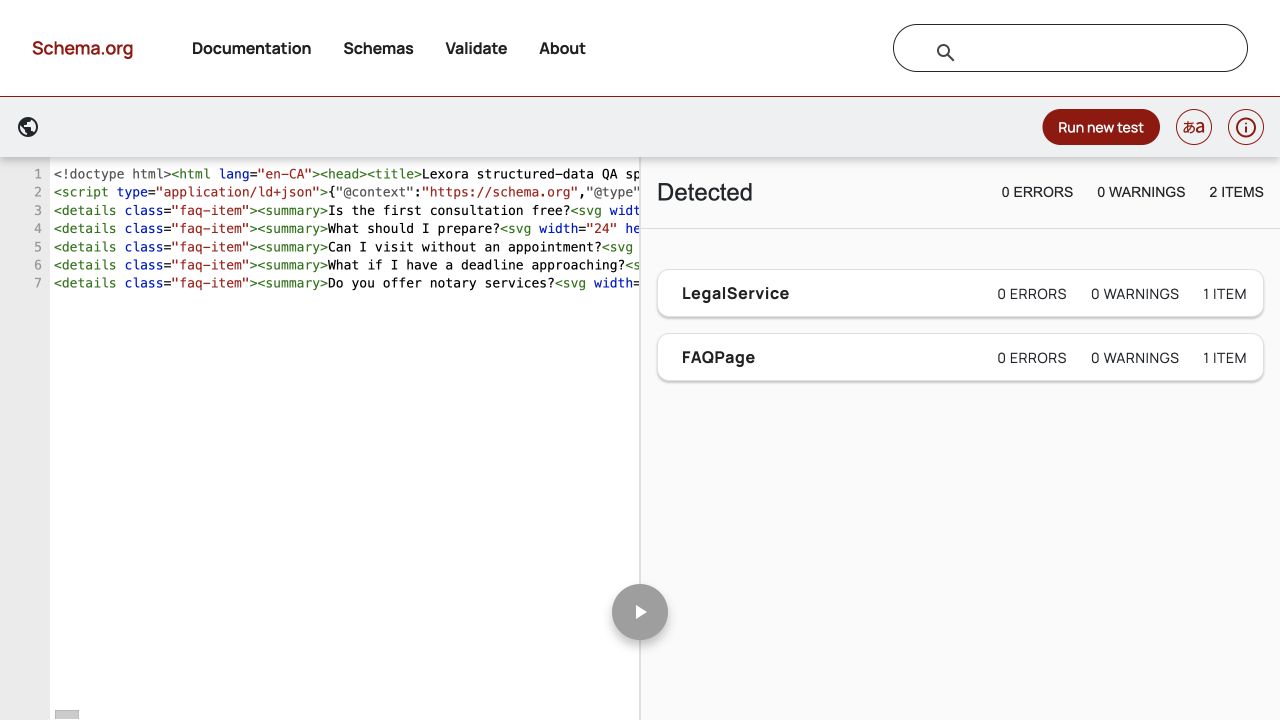 Schema.org Documentation Schemas Validate About
Run new test あa
1 <!doctype html><html lang="en-CA"><head><title>Lexora structured-data QA sp
2 <script type="application/ld+json">{"@context":"https://schema.org","@type"
3 <details class="faq-item"><summary>Is the first consultation free?<svg widt
4 <details class="faq-item"><summary>What should I prepare?<svg width="24" he
5 <details class="faq-item"><summary>Can I visit without an appointment?<svg
6 <details class="faq-item"><summary>What if I have a deadline approaching?<s
7 <details class="faq-item"><summary>Do you offer notary services?<svg width=
Detected 0 ERRORS 0 WARNINGS 2 ITEMS
LegalService 0 ERRORS 0 WARNINGS 1 ITEM
FAQPage 0 ERRORS 0 WARNINGS 1 ITEM